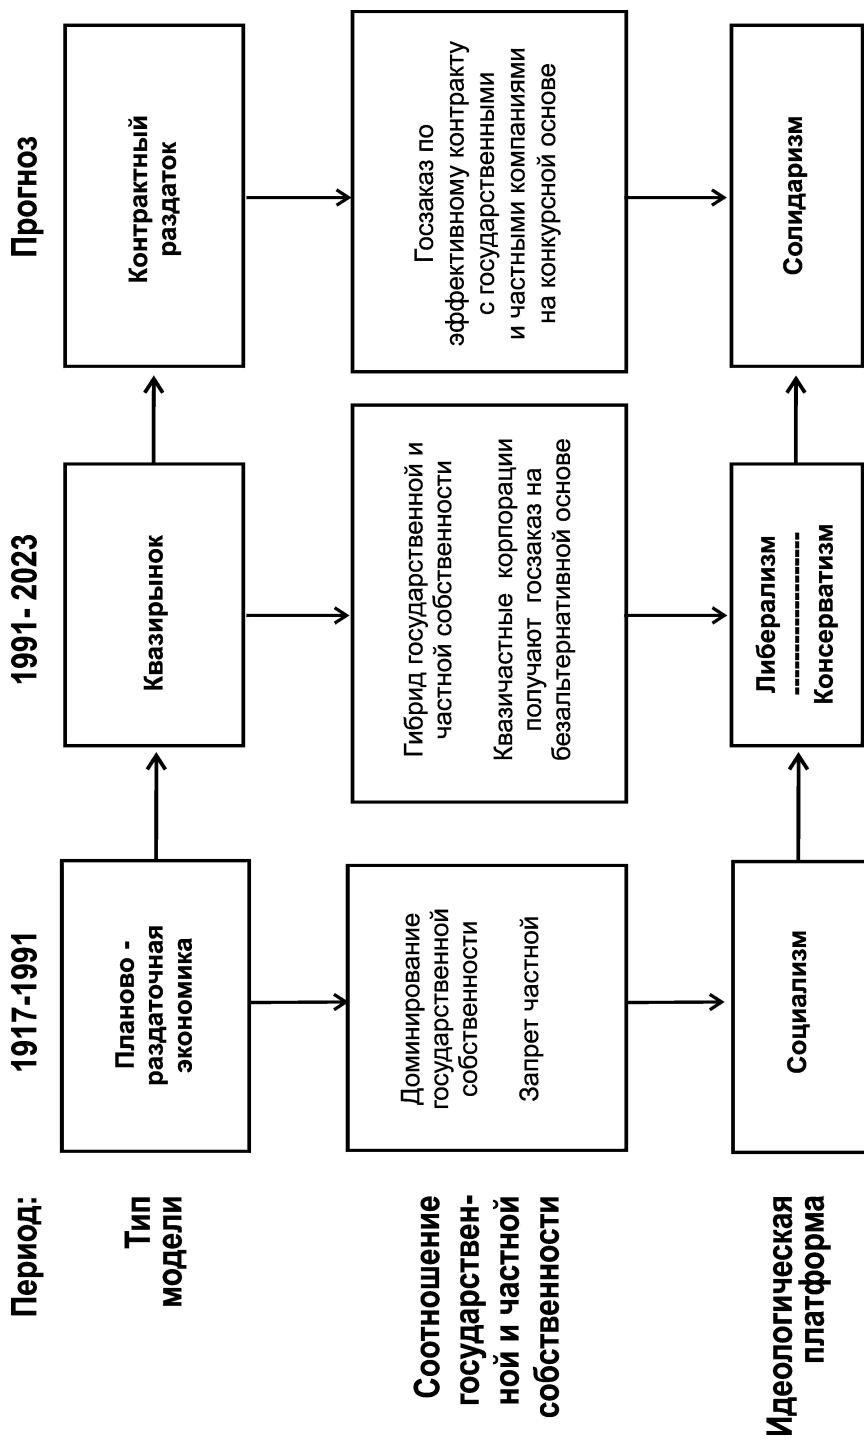 Период:
1917-1991
1991- 2023
Прогноз
Тип
модели
Планово -
раздаточная
экономика
Квазирынок
Контрактный
раздаток
Соотношение
государствен-
ной и частной
собственности
Доминирование
государственной
собственности
Запрет частной
Гибрид государственной и
частной собственности
Квазичастные корпорации
получают госзаказ на
безальтернативной основе
Госзаказ по
эффективному контракту
с государственными
и частными компаниями
на конкурсной основе
Идеологическая
платформа
Социализм
Либерализм
--------------------
Консерватизм
Солидаризм